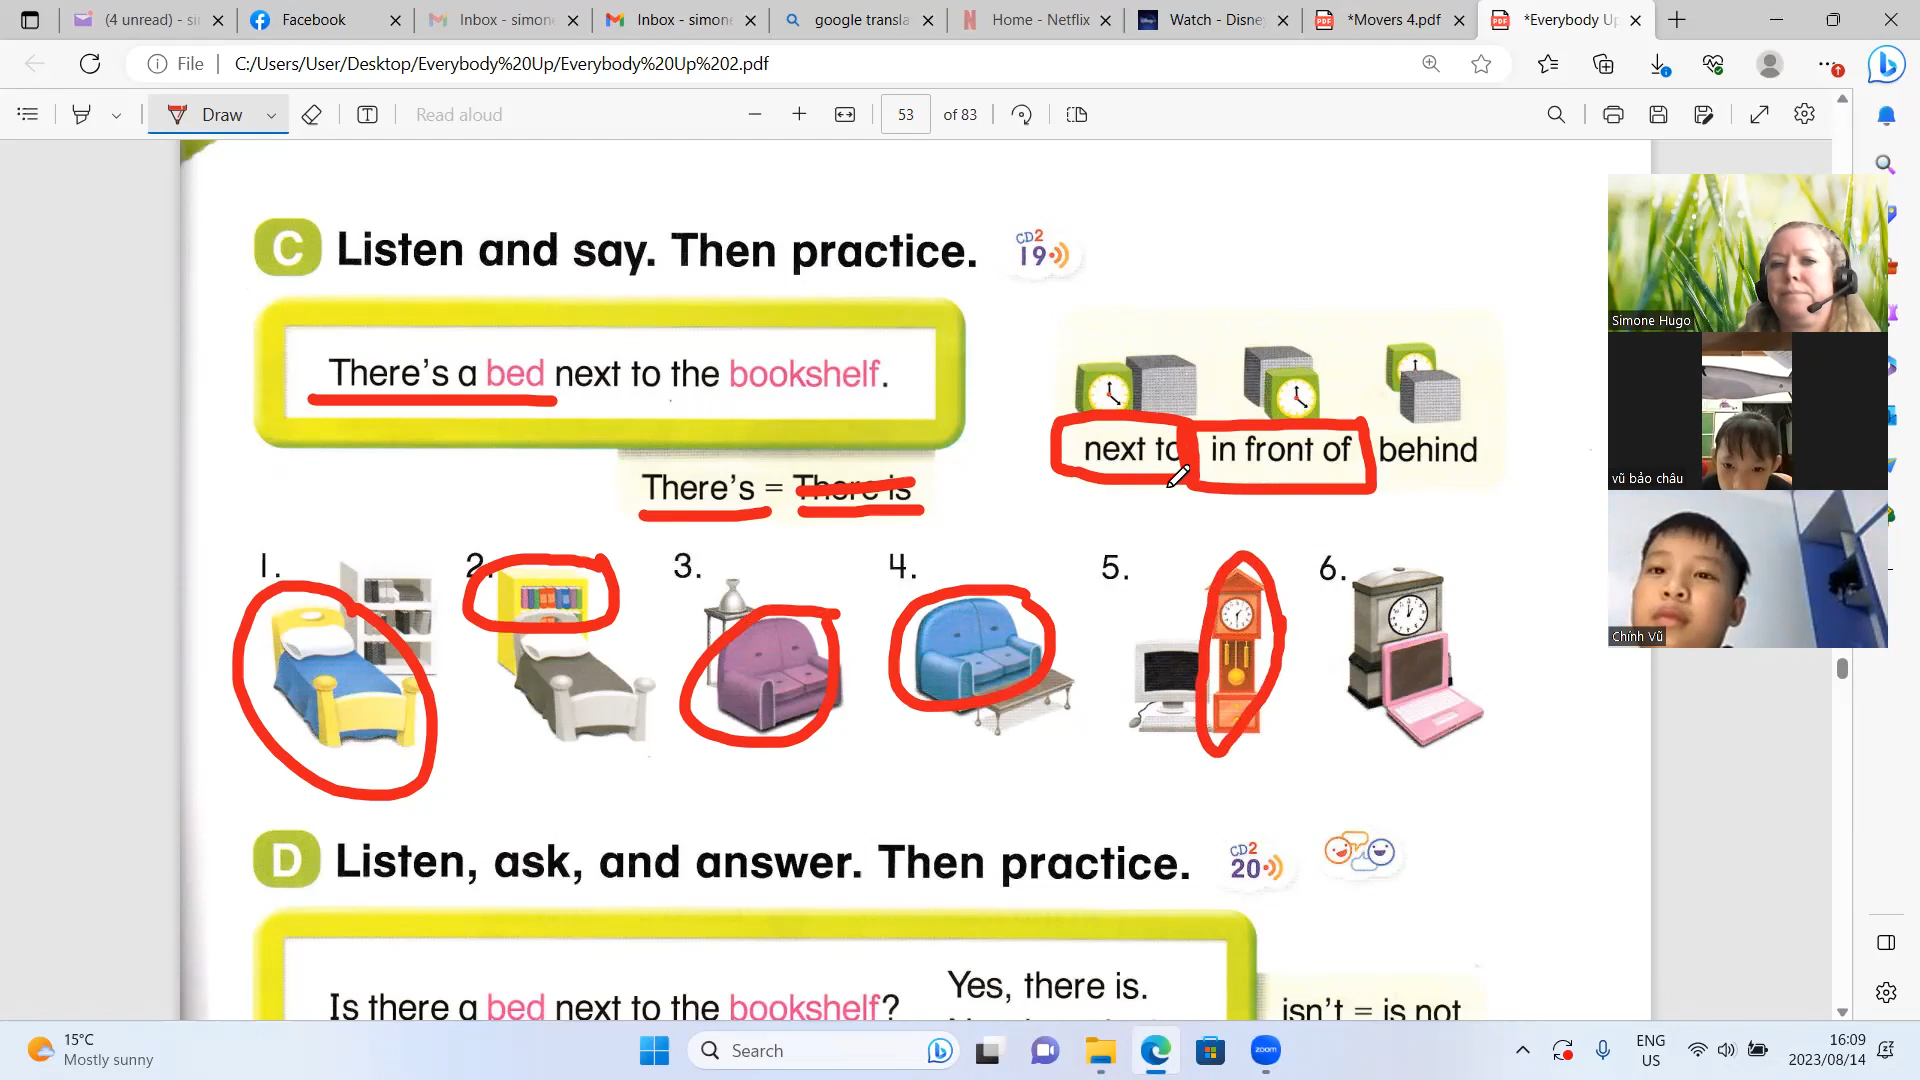 (4 unread) - si
Facebook
Inbox - simone
Inbox - simone
google transla
Home - Netflix
Watch - Disne
*Movers 4.pdf
*Everybody Up
File
C:/Users/User/Desktop/Everybody%20Up/Everybody%20Up%202.pdf
Draw
Read aloud
53
of 83
C Listen and say. Then practice.
CD2
19
There's a bed next to the bookshelf.
There's = There is
next to
in front of
behind
1.
2.
3.
4.
5.
6.
Simone Hugo
vũ bảo châu
Chính Vũ
D Listen, ask, and answer. Then practice.
CD2
20
Is there a bed next to the bookshelf?
Yes, there is.
isn't = is not
15°C
Mostly sunny
Search
zoom
ENG
US
16:09
2023/08/14